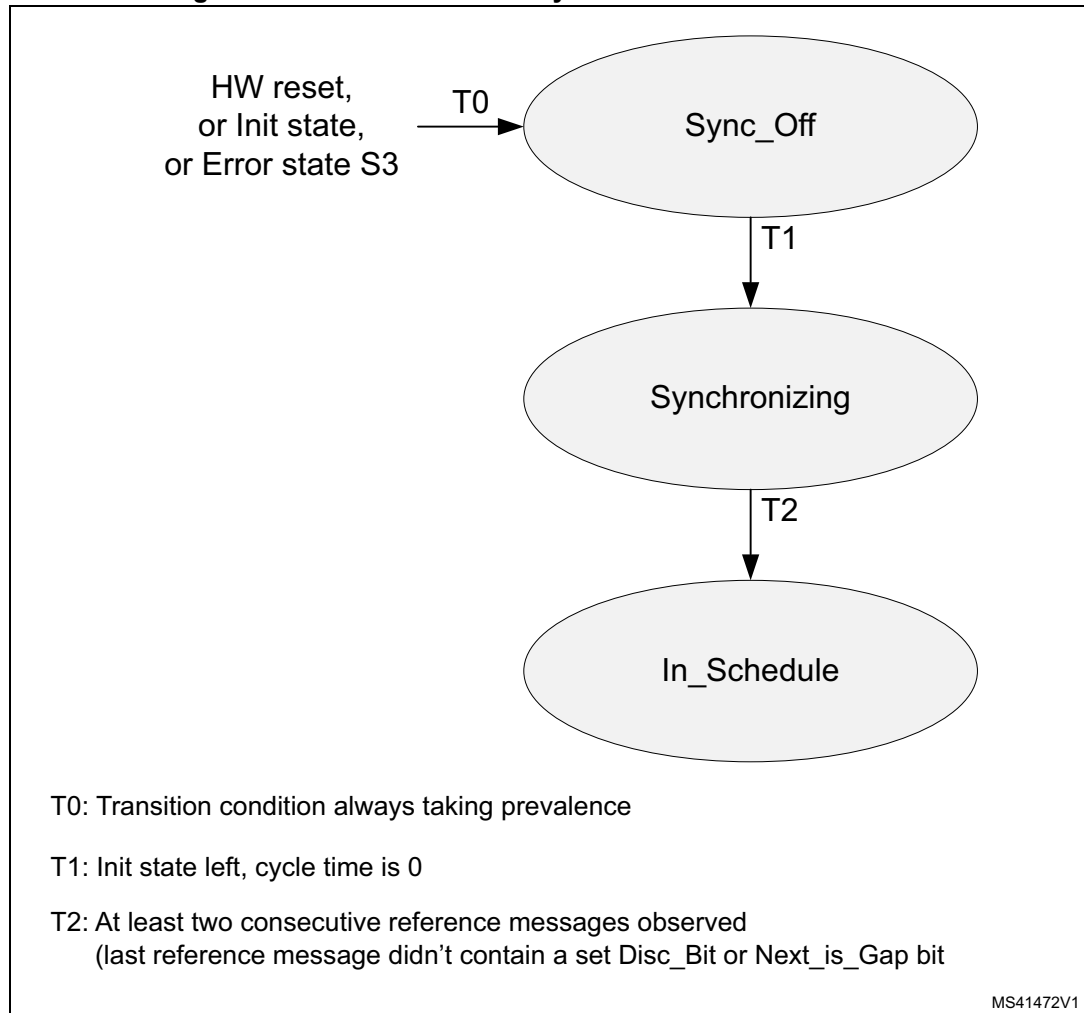 HW reset,
or Init state,
or Error state S3
T0
Sync_Off
T1
Synchronizing
T2
In_Schedule
T0: Transition condition always taking prevalence
T1: Init state left, cycle time is 0
T2: At least two consecutive reference messages observed
(last reference message didn't contain a set Disc_Bit or Next_is_Gap bit
MS41472V1